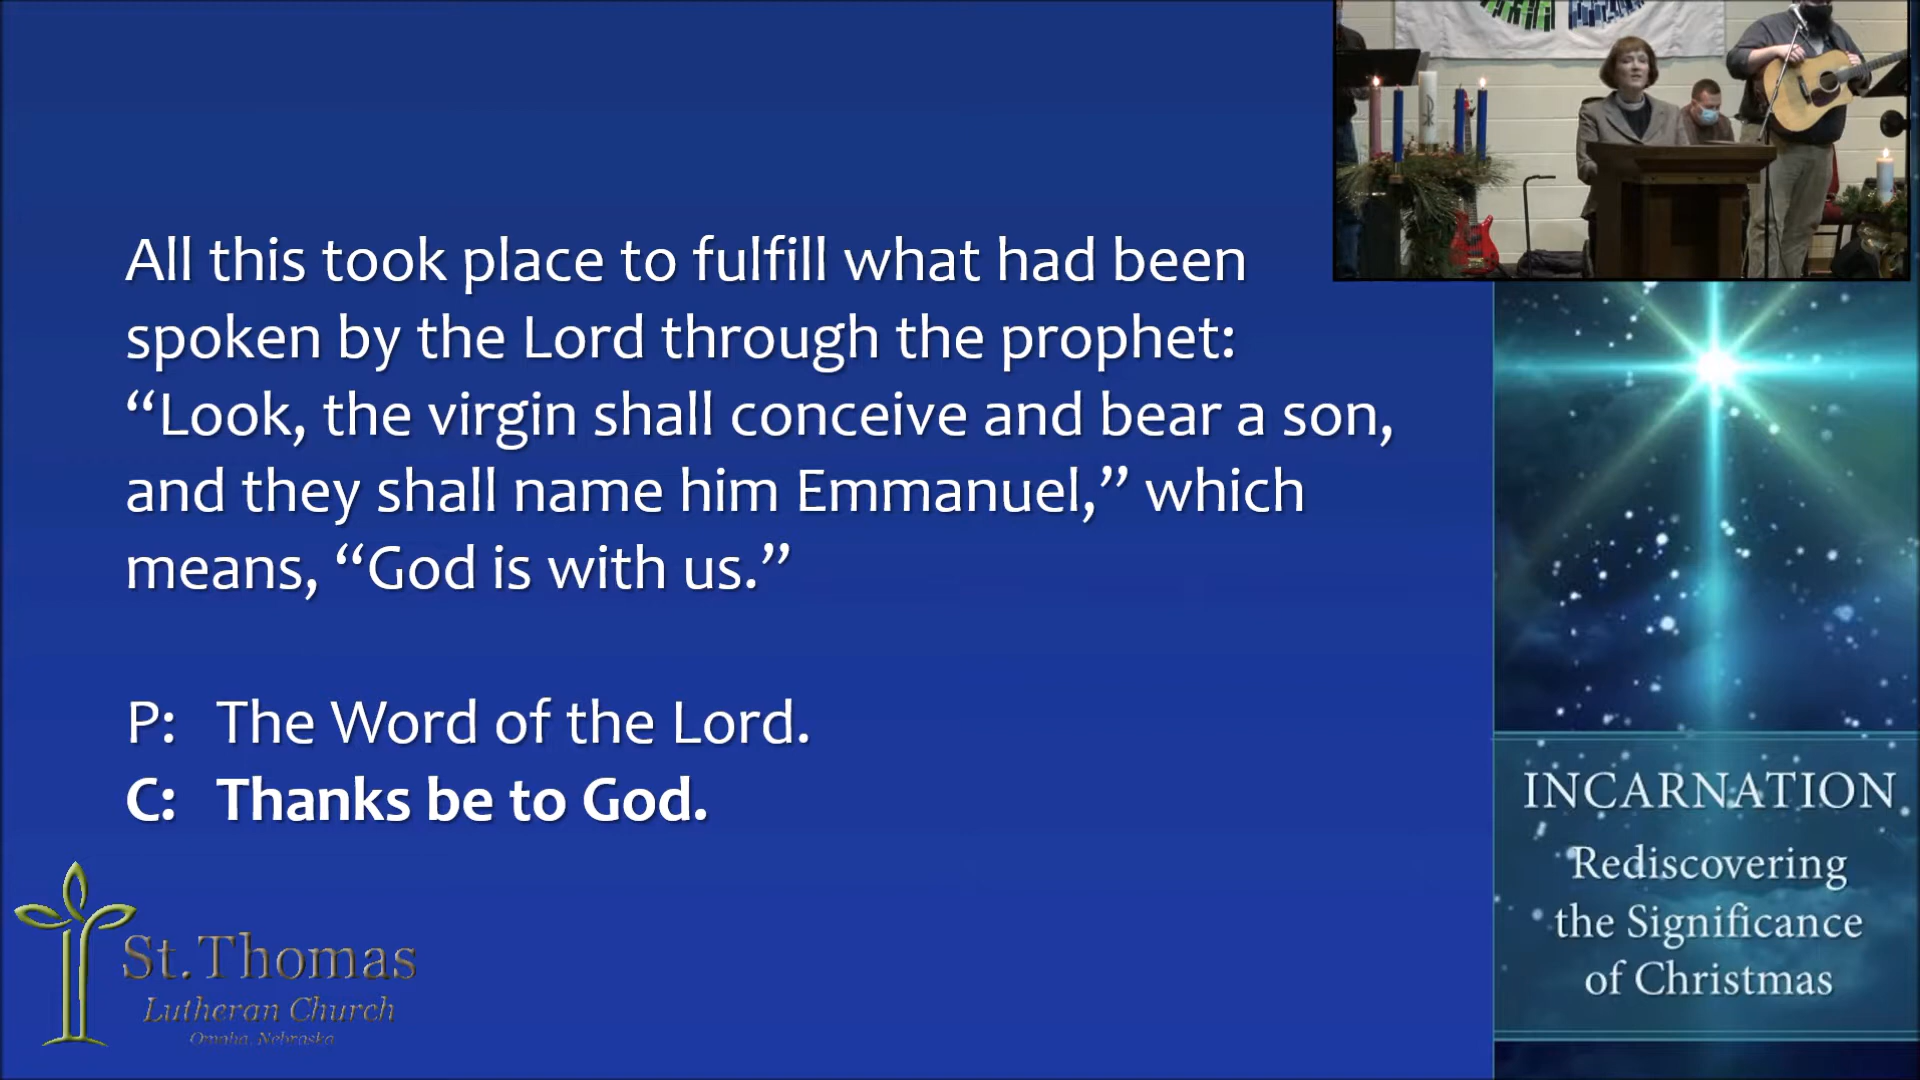 All this took place to fulfill what had been
spoken by the Lord through the prophet:
“Look, the virgin shall conceive and bear a son,
and they shall name him Emmanuel,” which
means, “God is with us.”
P: The Word of the Lord.
C: Thanks be to God.
St. Thomas
Lutheran Church
Omaha, Nebraska
INCARNATION
Rediscovering
the Significance
of Christmas